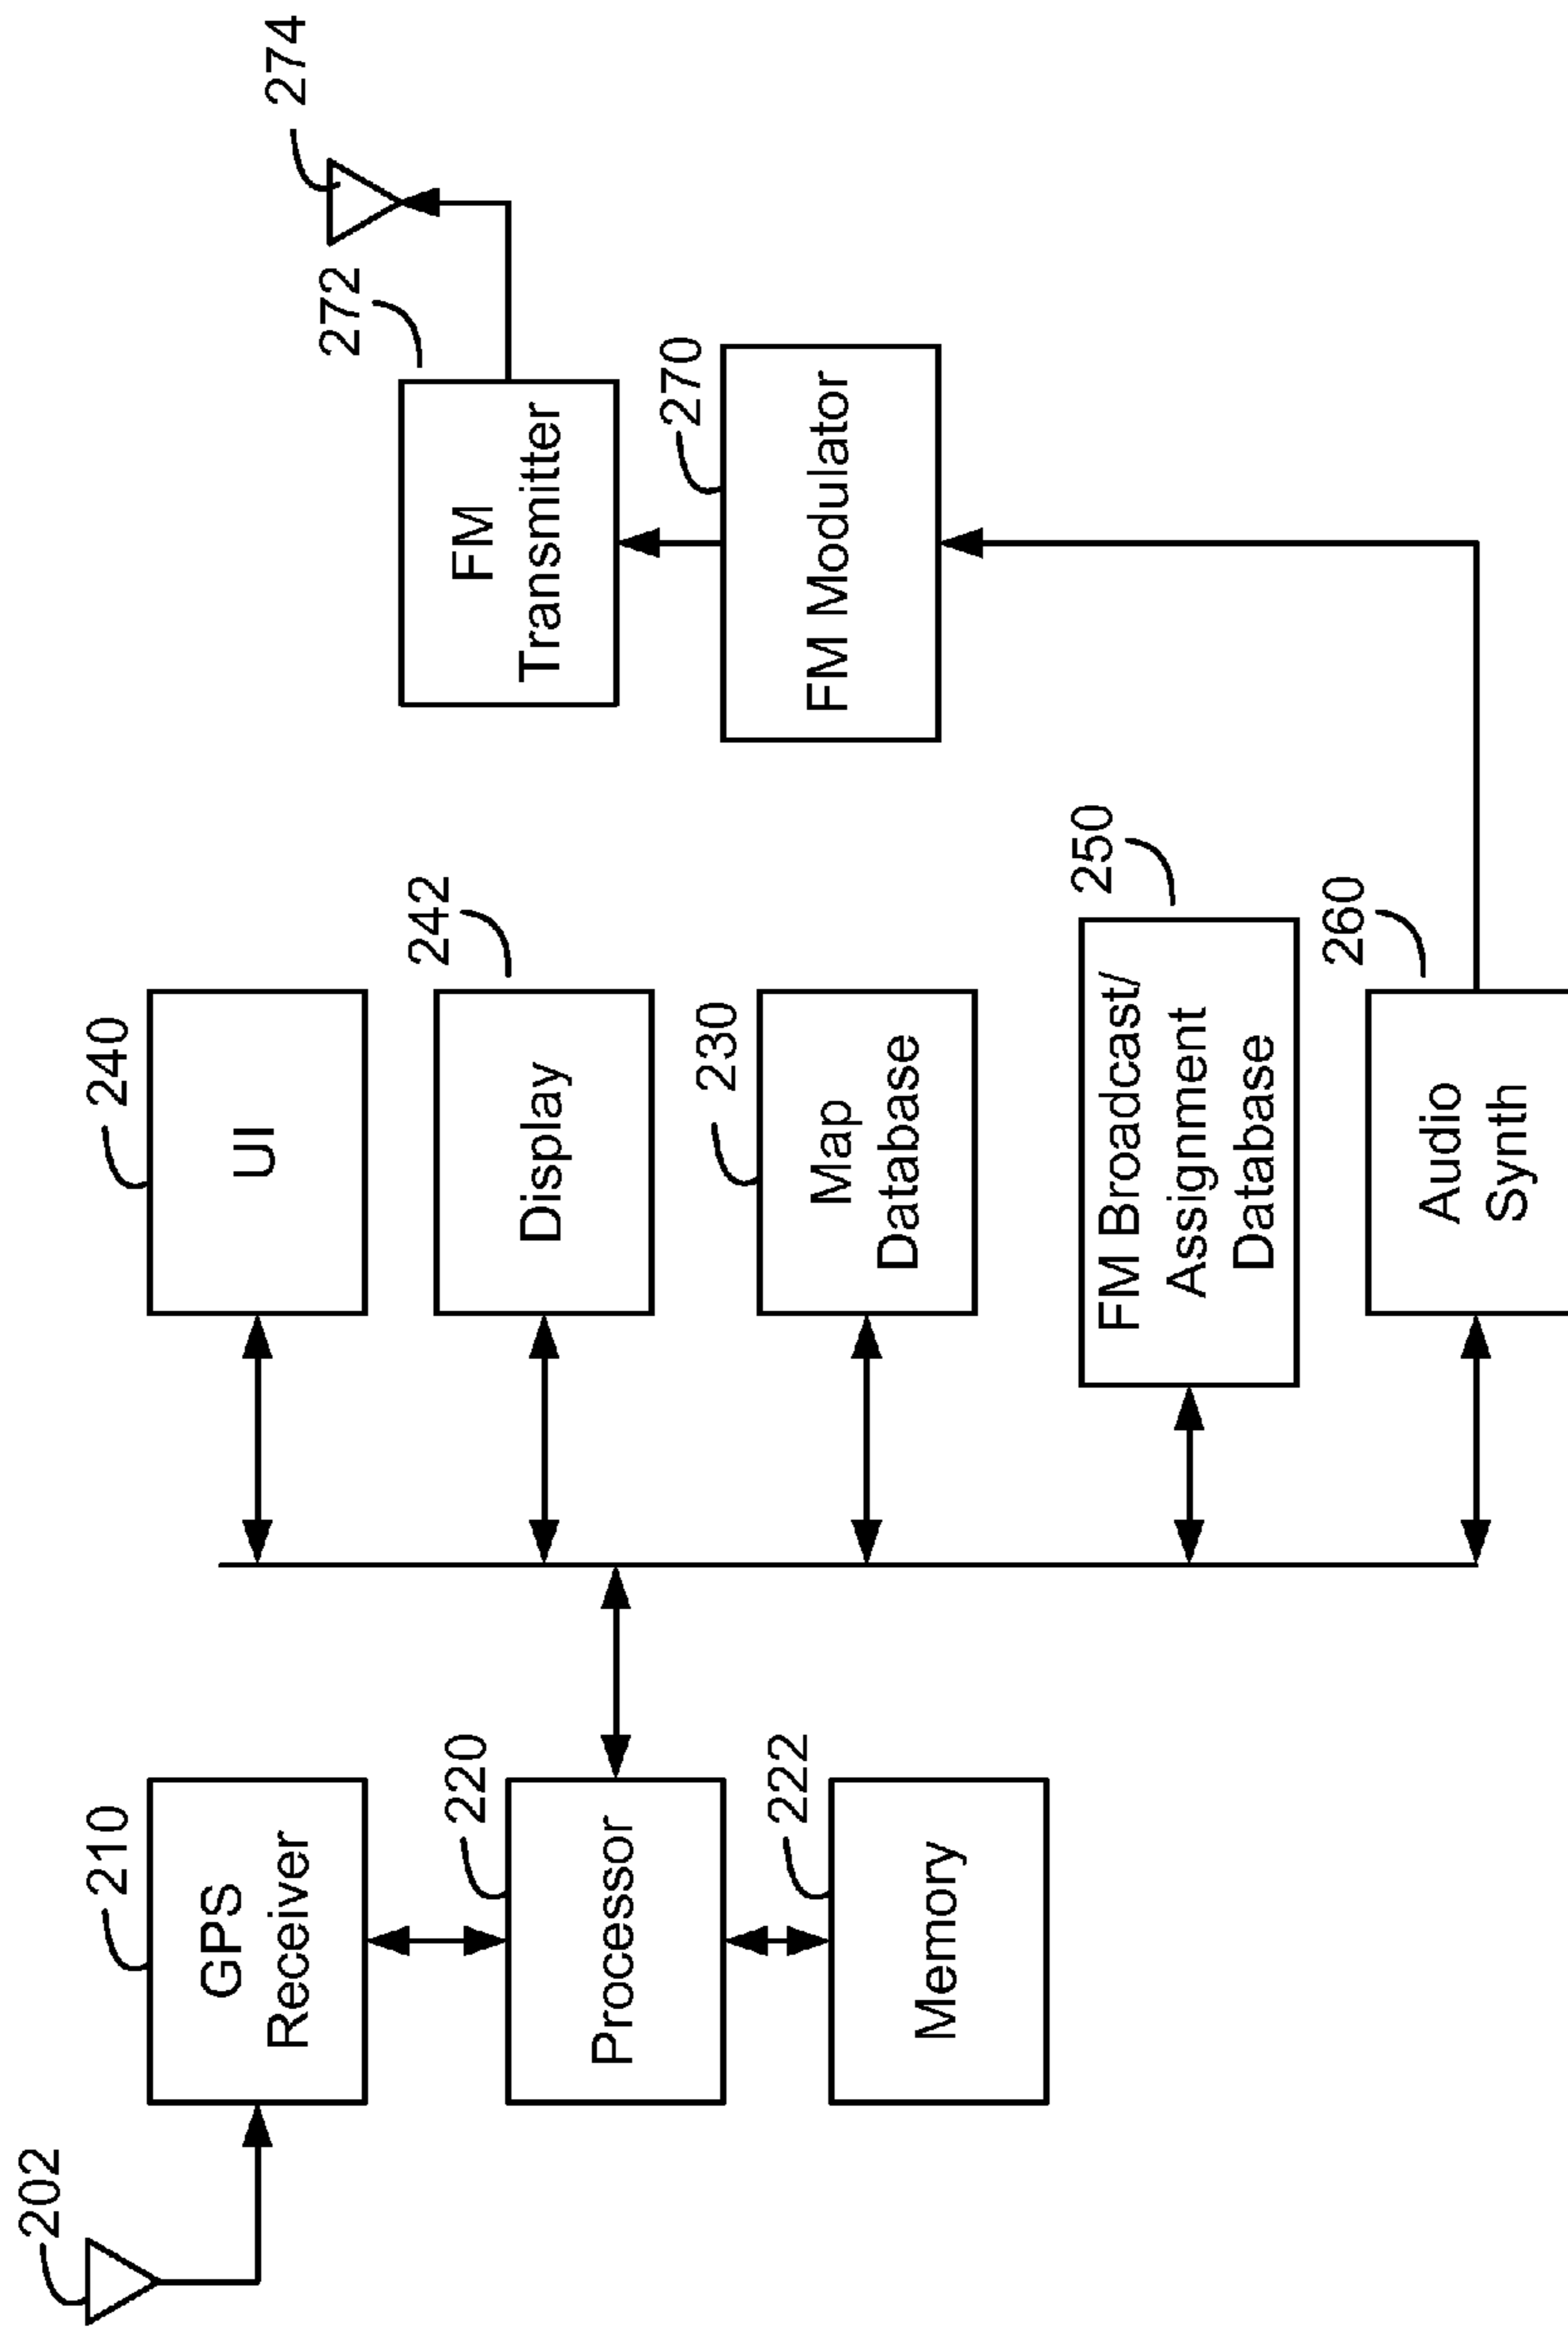 202
210
GPS
Receiver
220
Processor
222
Memory
240
UI
242
Display
230
Map
Database
250
FM Broadcast/
Assignment
Database
260
Audio
Synth
274
272
FM
Transmitter
270
FM Modulator